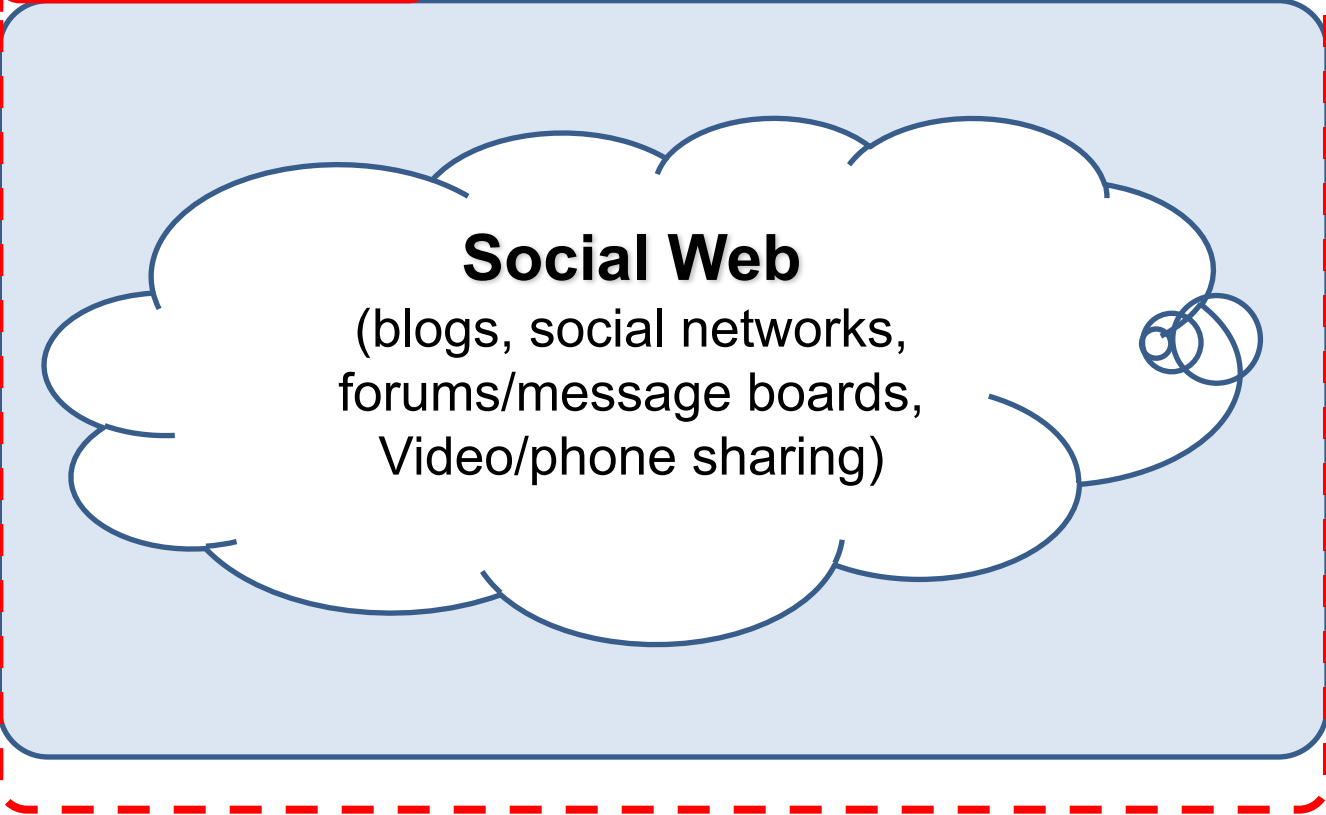 Social Web
(blogs, social networks,
forums/message boards,
Video/phone sharing)